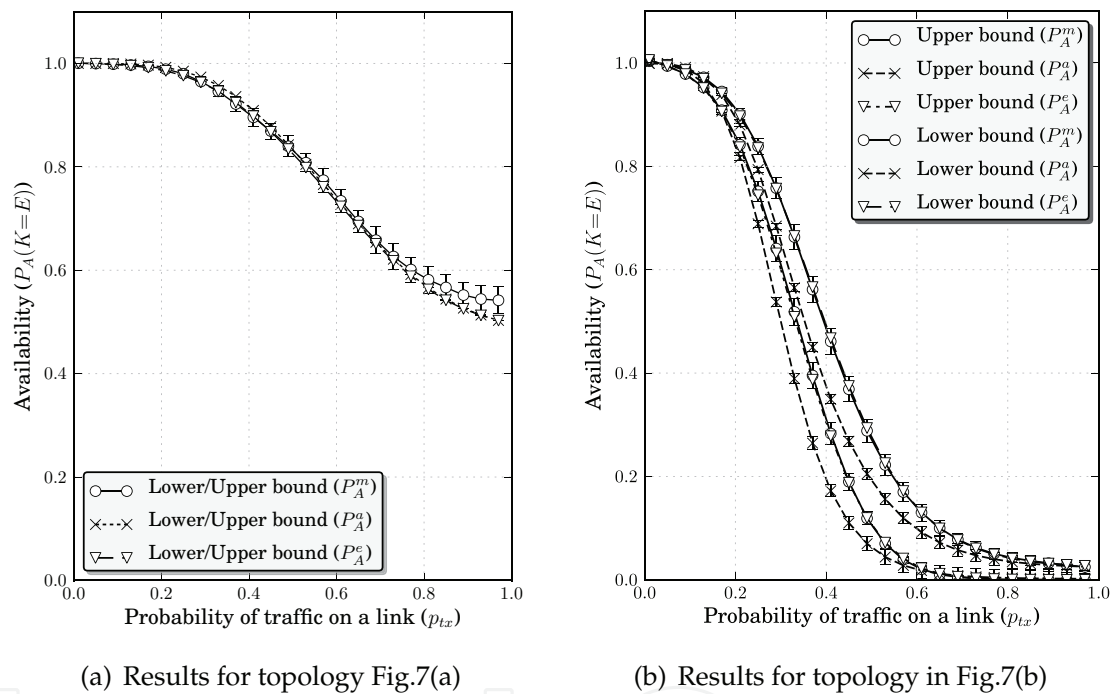 1.0
0.8
0.6
0.4
0.2
0.0
Availability (P_A(K=E))
0.0 0.2 0.4 0.6 0.8 1.0
Probability of traffic on a link (p_tx)
Lower/Upper bound (P_A^m)
Lower/Upper bound (P_A^a)
Lower/Upper bound (P_A^e)
(a) Results for topology Fig.7(a)
1.0
0.8
0.6
0.4
0.2
0.0
Availability (P_A(K=E))
0.0 0.2 0.4 0.6 0.8 1.0
Probability of traffic on a link (p_tx)
Upper bound (P_A^m)
Upper bound (P_A^a)
Upper bound (P_A^e)
Lower bound (P_A^m)
Lower bound (P_A^a)
Lower bound (P_A^e)
(b) Results for topology in Fig.7(b)